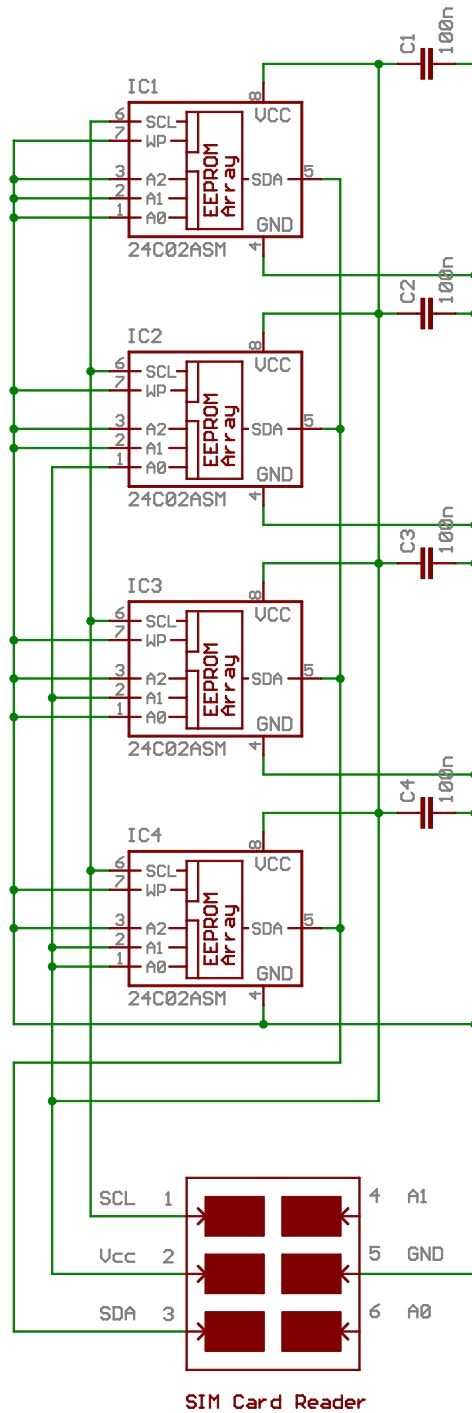 C1 100n
IC1
8 VCC
6 SCL
7 WP
3 A2
2 A1
1 A0
EEPROM
Array
SDA 5
GND
4
24C02ASM
C2 100n
IC2
8 VCC
6 SCL
7 WP
3 A2
2 A1
1 A0
EEPROM
Array
SDA 5
GND
4
24C02ASM
C3 100n
IC3
8 VCC
6 SCL
7 WP
3 A2
2 A1
1 A0
EEPROM
Array
SDA 5
GND
4
24C02ASM
C4 100n
IC4
8 VCC
6 SCL
7 WP
3 A2
2 A1
1 A0
EEPROM
Array
SDA 5
GND
4
24C02ASM
SCL 1 4 A1
Vcc 2 5 GND
SDA 3 6 A0
SIM Card Reader